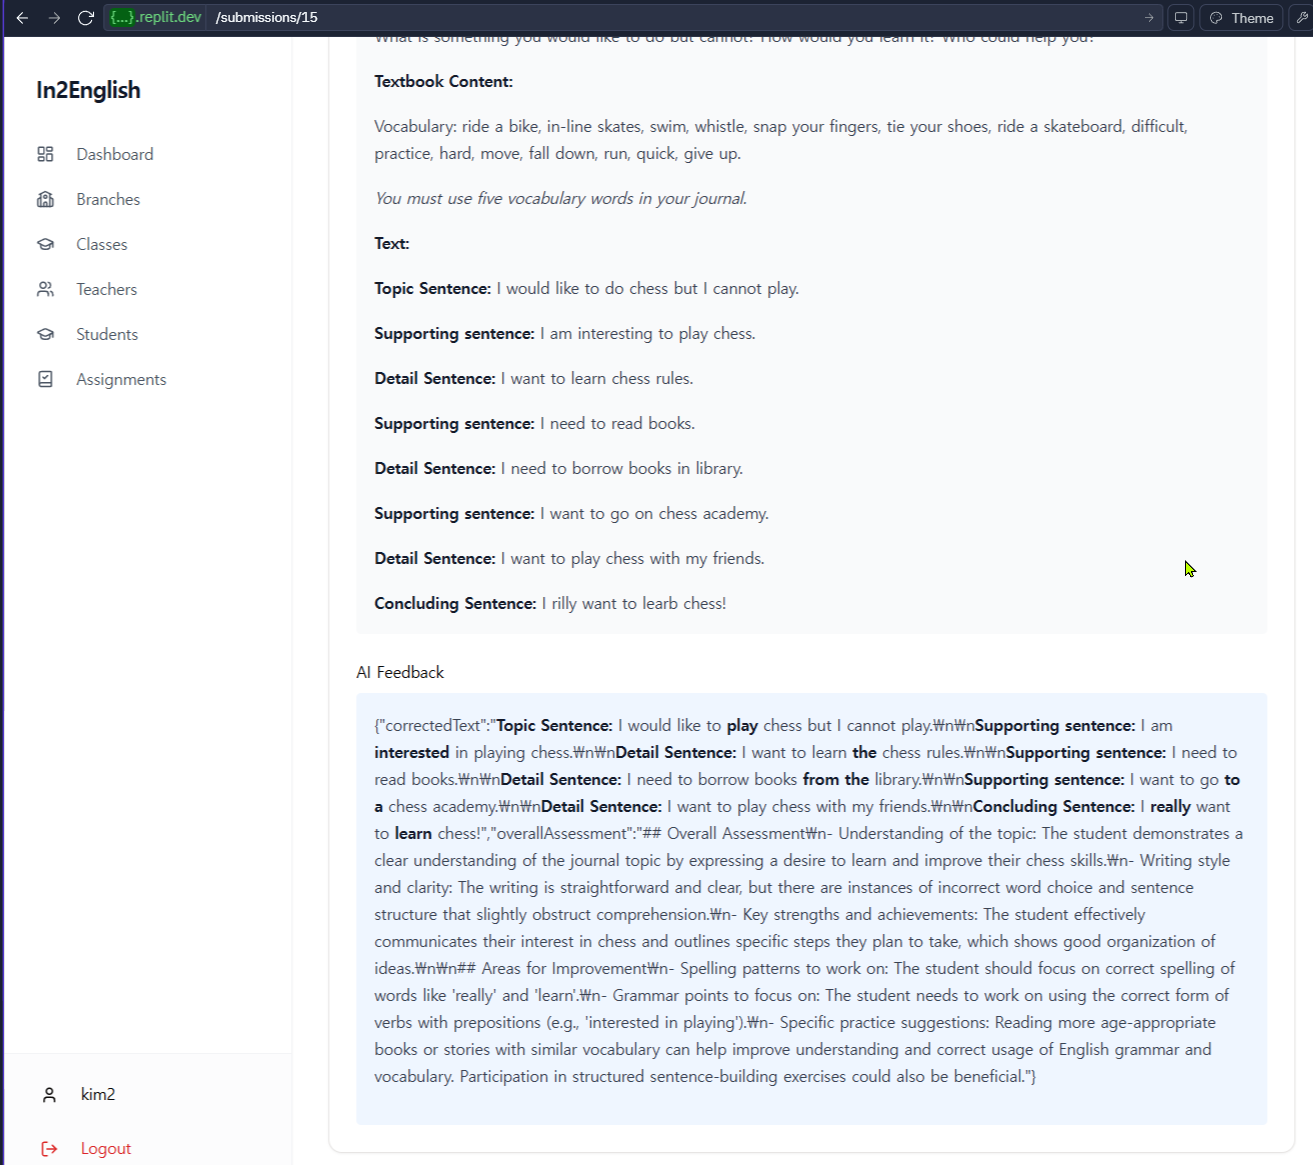 {...}.replit.dev /submissions/15
Theme
In2English
Dashboard
Branches
Classes
Teachers
Students
Assignments
kim2
Logout
What is something you would like to do but cannot? How would you learn it? Who could help you?
Textbook Content:
Vocabulary: ride a bike, in-line skates, swim, whistle, snap your fingers, tie your shoes, ride a skateboard, difficult,
practice, hard, move, fall down, run, quick, give up.
You must use five vocabulary words in your journal.
Text:
Topic Sentence: I would like to do chess but I cannot play.
Supporting sentence: I am interesting to play chess.
Detail Sentence: I want to learn chess rules.
Supporting sentence: I need to read books.
Detail Sentence: I need to borrow books in library.
Supporting sentence: I want to go on chess academy.
Detail Sentence: I want to play chess with my friends.
Concluding Sentence: I rilly want to learb chess!
AI Feedback
{"correctedText":"Topic Sentence: I would like to play chess but I cannot play.₩n₩nSupporting sentence: I am
interested in playing chess.₩n₩nDetail Sentence: I want to learn the chess rules.₩n₩nSupporting sentence: I need to
read books.₩n₩nDetail Sentence: I need to borrow books from the library.₩n₩nSupporting sentence: I want to go to
a chess academy.₩n₩nDetail Sentence: I want to play chess with my friends.₩n₩nConcluding Sentence: I really want
to learn chess!","overallAssessment":"## Overall Assessment₩n- Understanding of the topic: The student demonstrates a
clear understanding of the journal topic by expressing a desire to learn and improve their chess skills.₩n- Writing style
and clarity: The writing is straightforward and clear, but there are instances of incorrect word choice and sentence
structure that slightly obstruct comprehension.₩n- Key strengths and achievements: The student effectively
communicates their interest in chess and outlines specific steps they plan to take, which shows good organization of
ideas.₩n₩n## Areas for Improvement₩n- Spelling patterns to work on: The student should focus on correct spelling of
words like 'really' and 'learn'.₩n- Grammar points to focus on: The student needs to work on using the correct form of
verbs with prepositions (e.g., 'interested in playing').₩n- Specific practice suggestions: Reading more age-appropriate
books or stories with similar vocabulary can help improve understanding and correct usage of English grammar and
vocabulary. Participation in structured sentence-building exercises could also be beneficial."}